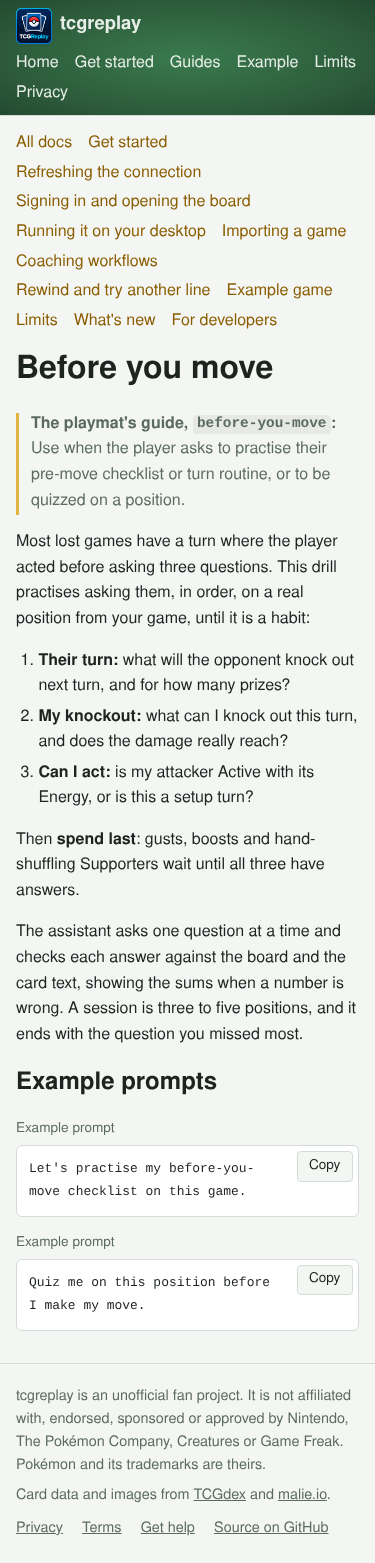 TCGReplay
tcgreplay
Home Get started Guides Example Limits
Privacy
All docs Get started
Refreshing the connection
Signing in and opening the board
Running it on your desktop Importing a game
Coaching workflows
Rewind and try another line Example game
Limits What's new For developers
Before you move
The playmat's guide, before-you-move:
Use when the player asks to practise their
pre-move checklist or turn routine, or to be
quizzed on a position.
Most lost games have a turn where the player
acted before asking three questions. This drill
practises asking them, in order, on a real
position from your game, until it is a habit:
1. Their turn: what will the opponent knock out
next turn, and for how many prizes?
2. My knockout: what can I knock out this turn,
and does the damage really reach?
3. Can I act: is my attacker Active with its
Energy, or is this a setup turn?
Then spend last: gusts, boosts and hand-
shuffling Supporters wait until all three have
answers.
The assistant asks one question at a time and
checks each answer against the board and the
card text, showing the sums when a number is
wrong. A session is three to five positions, and it
ends with the question you missed most.
Example prompts
Example prompt
Copy
Let's practise my before-you-
move checklist on this game.
Example prompt
Copy
Quiz me on this position before
I make my move.
tcgreplay is an unofficial fan project. It is not affiliated
with, endorsed, sponsored or approved by Nintendo,
The Pokémon Company, Creatures or Game Freak.
Pokémon and its trademarks are theirs.
Card data and images from TCGdex and malie.io.
Privacy Terms Get help Source on GitHub